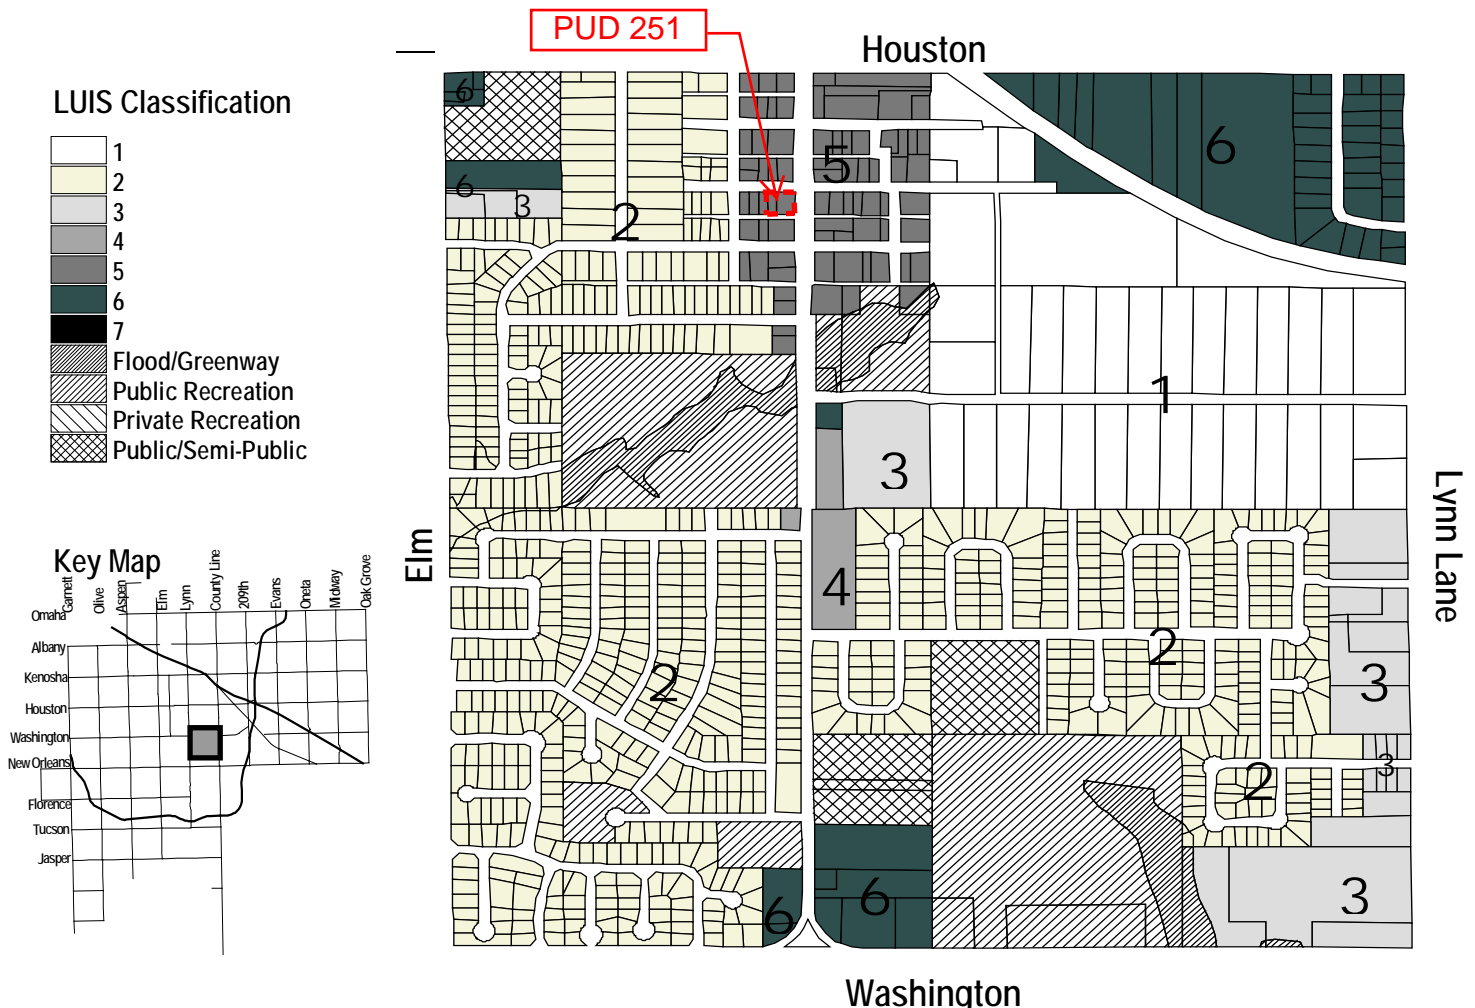 PUD 251
Houston
LUIS Classification
1
2
3
4
5
6
7
Flood/Greenway
Public Recreation
Private Recreation
Public/Semi-Public
6
6
3
2
5
6
1
3
4
2
2
3
3
2
3
6
6
Elm
Lynn Lane
Washington
Key Map
Garnett
Olive
Aspen
Elm
Lynn
County Line
209th
Evans
Oneta
Midway
Oak Grove
Omaha
Albany
Kenosha
Houston
Washington
New Orleans
Florence
Tucson
Jasper